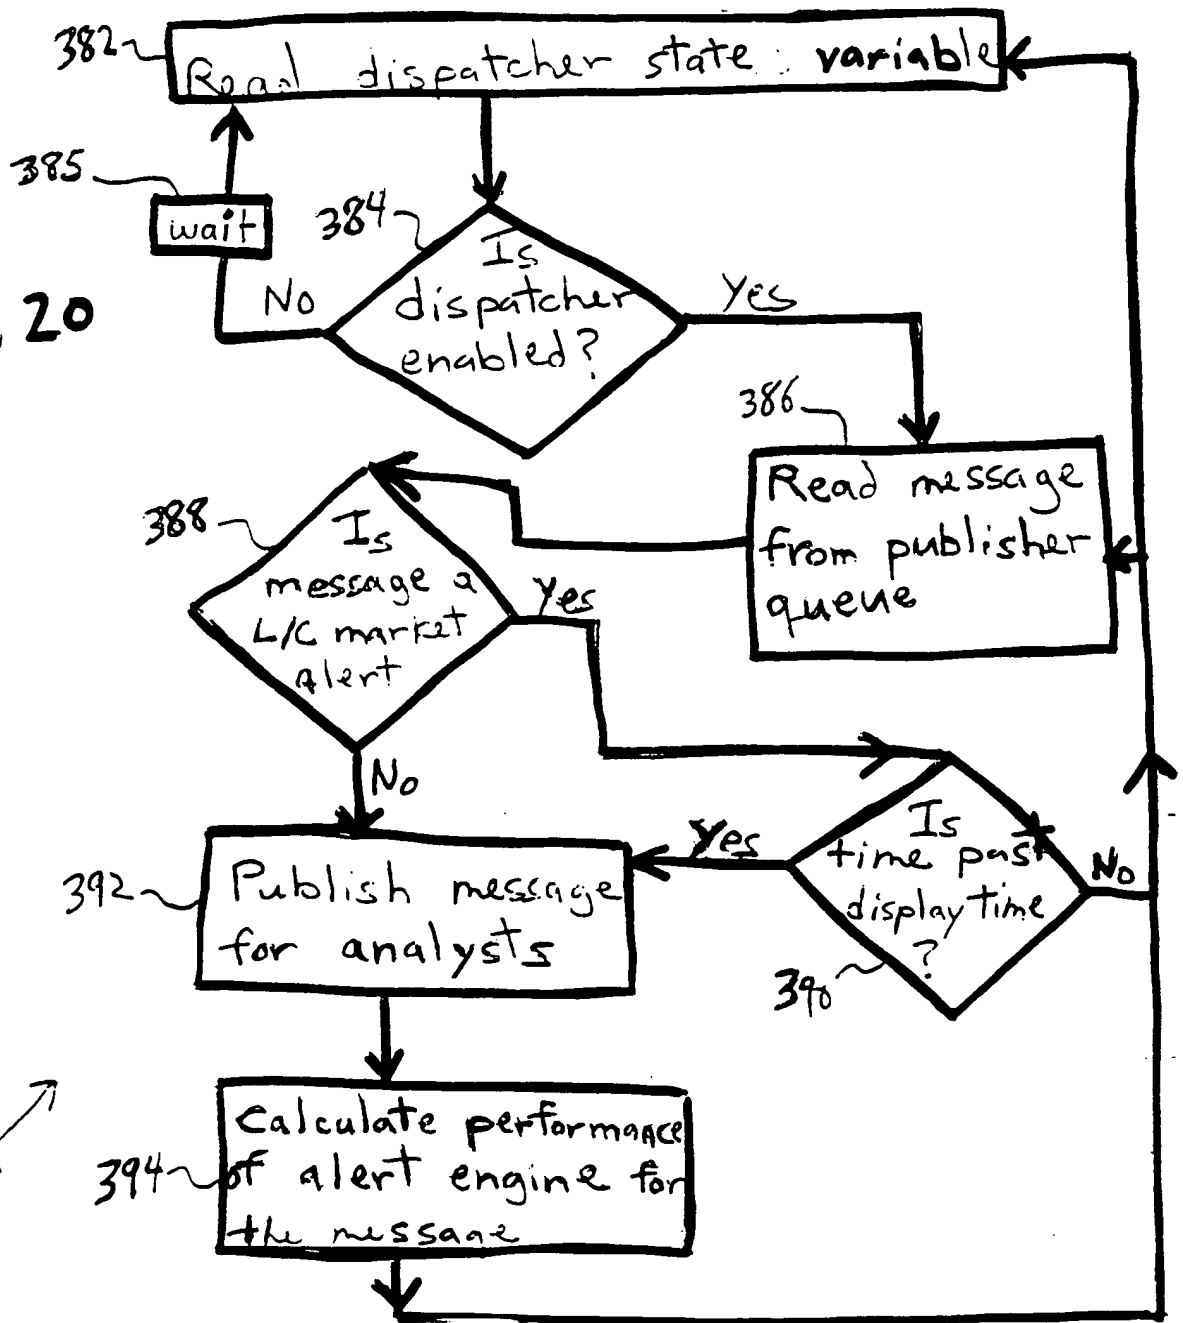 382
Read dispatcher state variable
385
wait
384
Is
dispatcher
enabled?
No
Yes
20
386
Read message
from publisher
queue
388
Is
message a
L/C market
alert
Yes
No
392
Publish message
for analysts
Yes
Is
time past
display time
?
No
390
394
Calculate performance
of alert engine for
the message